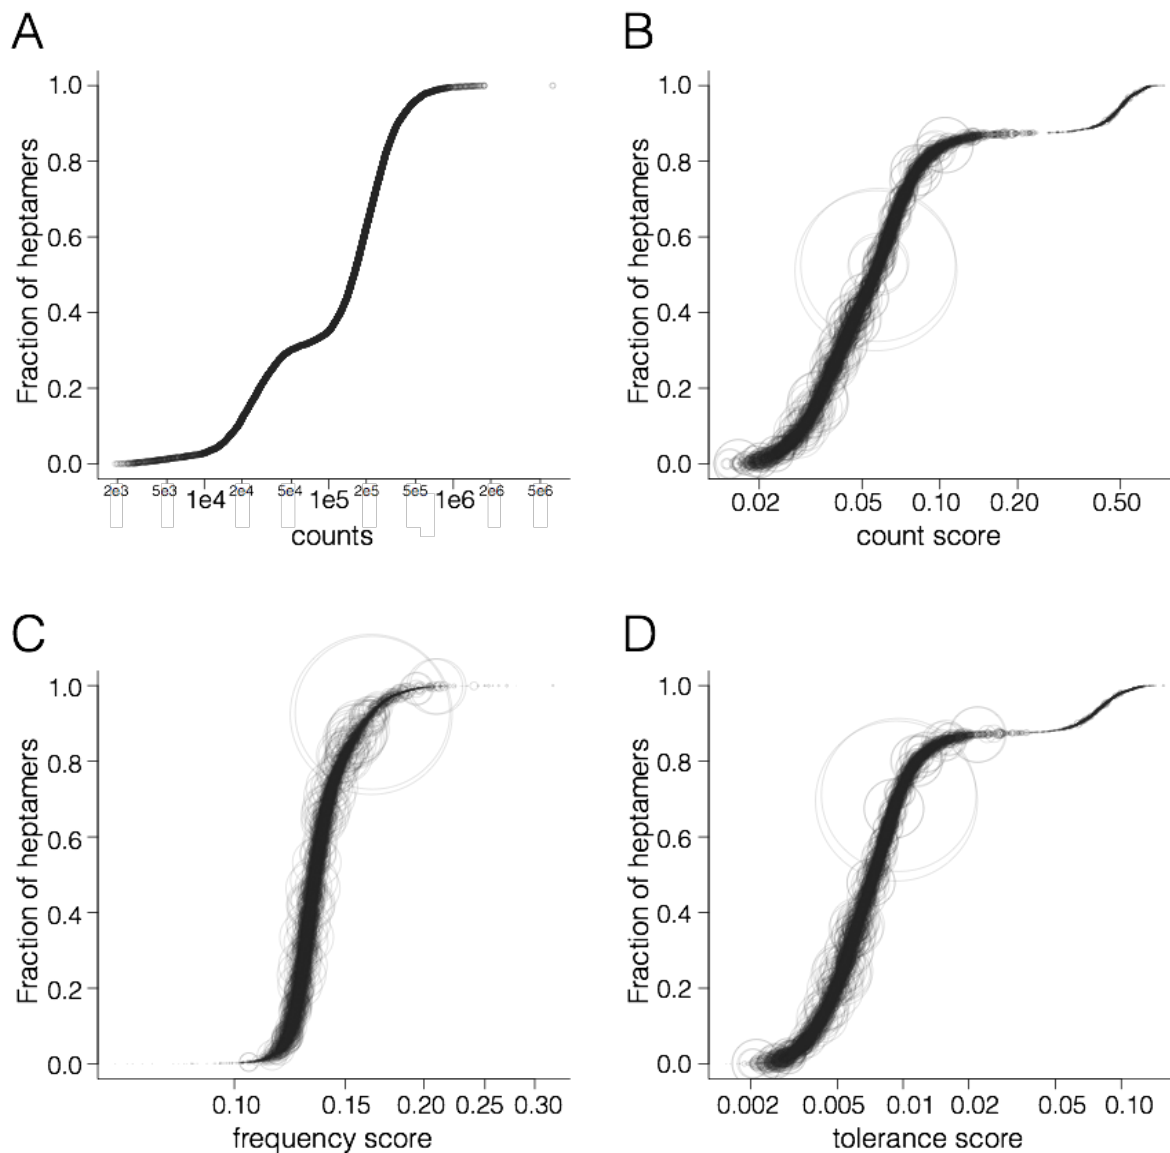 A
Fraction of heptamers
1.0
0.8
0.6
0.4
0.2
0.0
2e3 5e3 1e4 2e4 5e4 1e5 2e5 5e5 1e6 2e6 5e6
counts
B
Fraction of heptamers
1.0
0.8
0.6
0.4
0.2
0.0
0.02 0.05 0.10 0.20 0.50
count score
C
Fraction of heptamers
1.0
0.8
0.6
0.4
0.2
0.0
0.10 0.15 0.20 0.25 0.30
frequency score
D
Fraction of heptamers
1.0
0.8
0.6
0.4
0.2
0.0
0.002 0.005 0.01 0.02 0.05 0.10
tolerance score